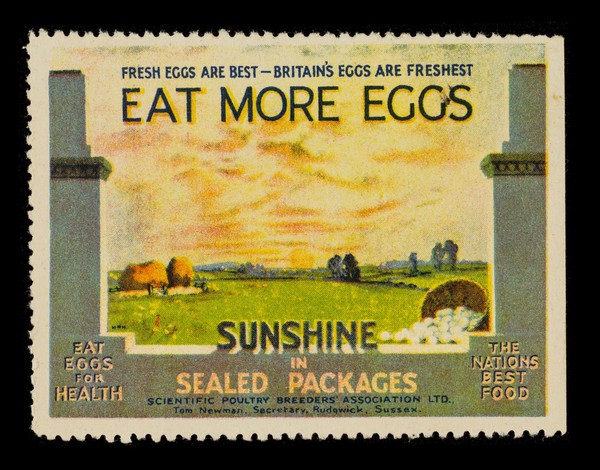 FRESH EGGS ARE BEST — BRITAIN'S EGGS ARE FRESHEST
EAT MORE EGGS
SUNSHINE
IN
SEALED PACKAGES
EAT
EGGS
FOR
HEALTH
THE
NATIONS
BEST
FOOD
SCIENTIFIC POULTRY BREEDERS' ASSOCIATION LTD.,
Tom Newman, Secretary, Rudgwick, Sussex.